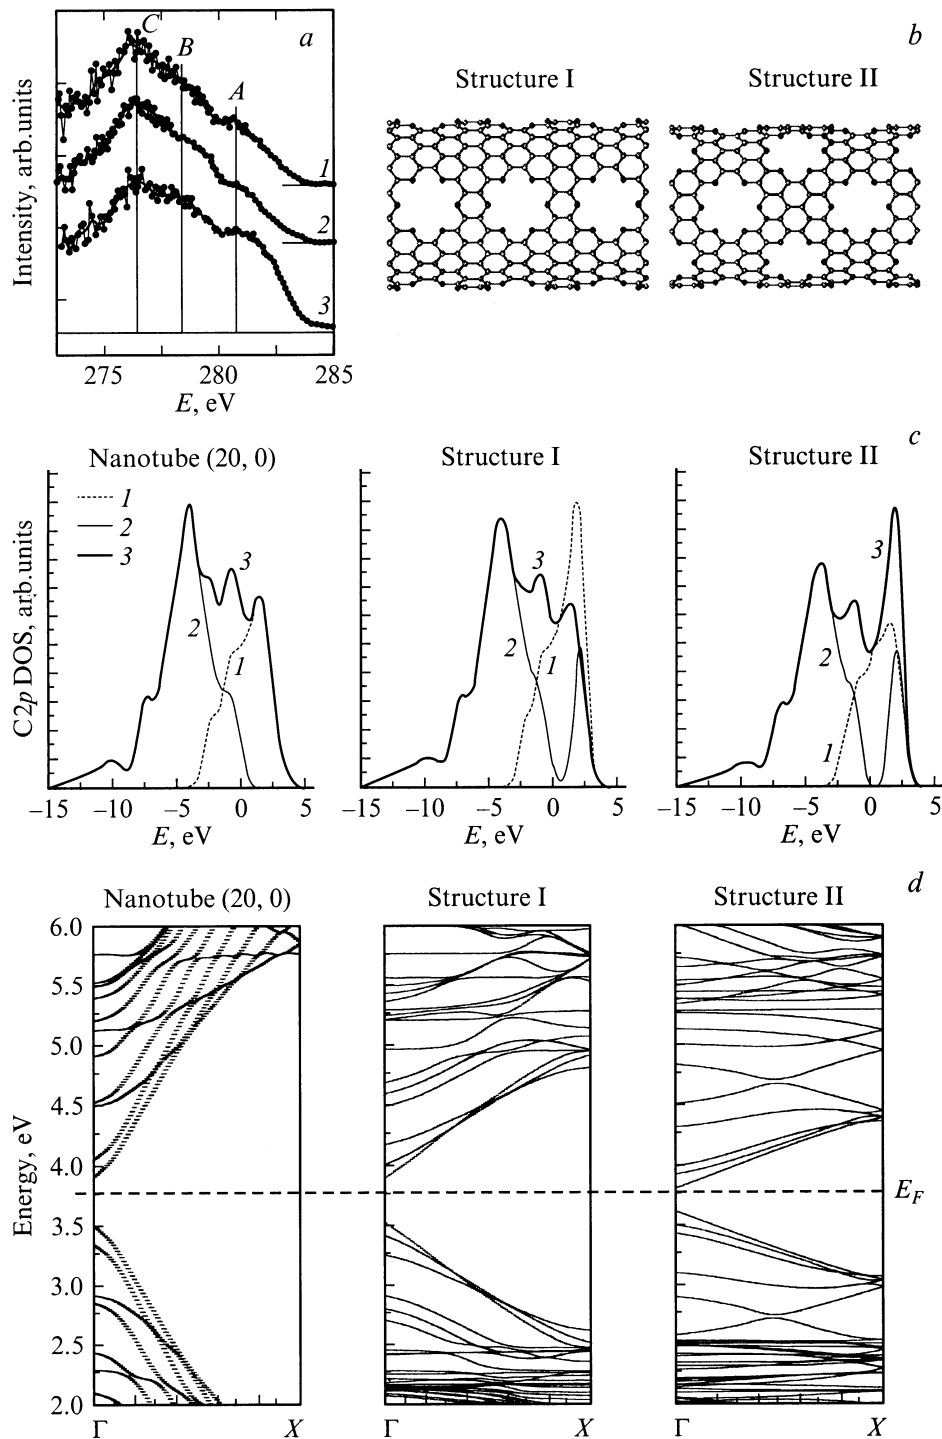 a
C
B
A
1
2
3
Intensity, arb.units
275 280 285
E, eV
b
Structure I Structure II
c
Nanotube (20, 0) Structure I Structure II
1
2
3
3
2
1
3
2
1
3
2
1
C2p DOS, arb.units
–15 –10 –5 0 5 –15 –10 –5 0 5 –15 –10 –5 0 5
E, eV E, eV E, eV
d
Nanotube (20, 0) Structure I Structure II
6.0
5.5
5.0
4.5
4.0
3.5
3.0
2.5
2.0
Energy, eV
E_F
Γ X Γ X Γ X